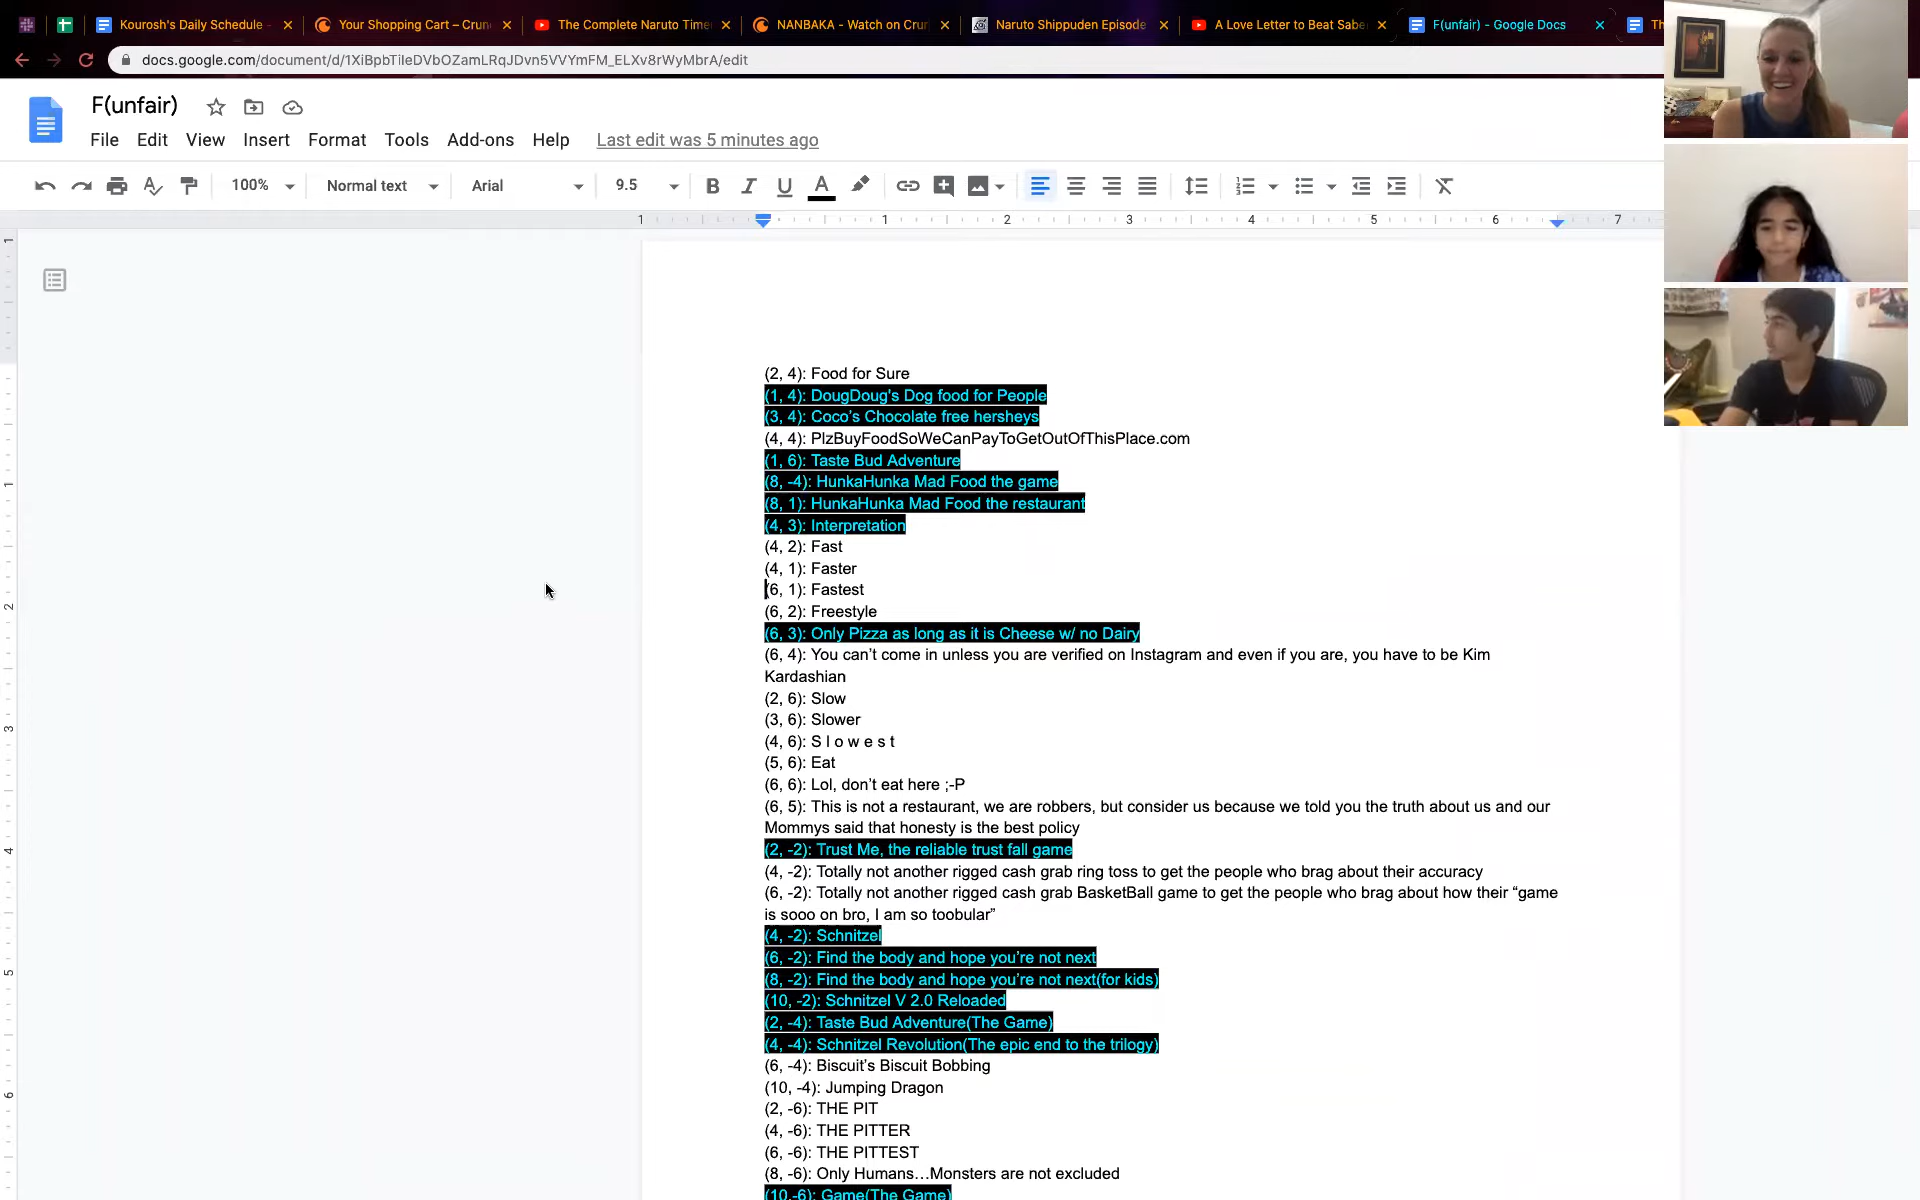 Kourosh's Daily Schedule -
Your Shopping Cart – Crun
The Complete Naruto Time
NANBAKA - Watch on Crun
Naruto Shippuden Episode
A Love Letter to Beat Sabe
F(unfair) - Google Docs
Th
docs.google.com/document/d/1XiBpbTileDVbOZamLRqJDvn5VVYmFM_ELXv8rWyMbrA/edit
F(unfair)
File Edit View Insert Format Tools Add-ons Help Last edit was 5 minutes ago
100% Normal text Arial 9.5 B I U A
1 1 2 3 4 5 6 7
1
1
2
3
4
5
6
(2, 4): Food for Sure
(1, 4): DougDoug's Dog food for People
(3, 4): Coco's Chocolate free hersheys
(4, 4): PlzBuyFoodSoWeCanPayToGetOutOfThisPlace.com
(1, 6): Taste Bud Adventure
(8, -4): HunkaHunka Mad Food the game
(8, 1): HunkaHunka Mad Food the restaurant
(4, 3): Interpretation
(4, 2): Fast
(4, 1): Faster
(6, 1): Fastest
(6, 2): Freestyle
(6, 3): Only Pizza as long as it is Cheese w/ no Dairy
(6, 4): You can't come in unless you are verified on Instagram and even if you are, you have to be Kim
Kardashian
(2, 6): Slow
(3, 6): Slower
(4, 6): S l o w e s t
(5, 6): Eat
(6, 6): Lol, don't eat here ;-P
(6, 5): This is not a restaurant, we are robbers, but consider us because we told you the truth about us and our
Mommys said that honesty is the best policy
(2, -2): Trust Me, the reliable trust fall game
(4, -2): Totally not another rigged cash grab ring toss to get the people who brag about their accuracy
(6, -2): Totally not another rigged cash grab BasketBall game to get the people who brag about how their “game
is sooo on bro, I am so toobular”
(4, -2): Schnitzel
(6, -2): Find the body and hope you're not next
(8, -2): Find the body and hope you're not next(for kids)
(10, -2): Schnitzel V 2.0 Reloaded
(2, -4): Taste Bud Adventure(The Game)
(4, -4): Schnitzel Revolution(The epic end to the trilogy)
(6, -4): Biscuit's Biscuit Bobbing
(10, -4): Jumping Dragon
(2, -6): THE PIT
(4, -6): THE PITTER
(6, -6): THE PITTEST
(8, -6): Only Humans…Monsters are not excluded
(10,-6): Game(The Game)